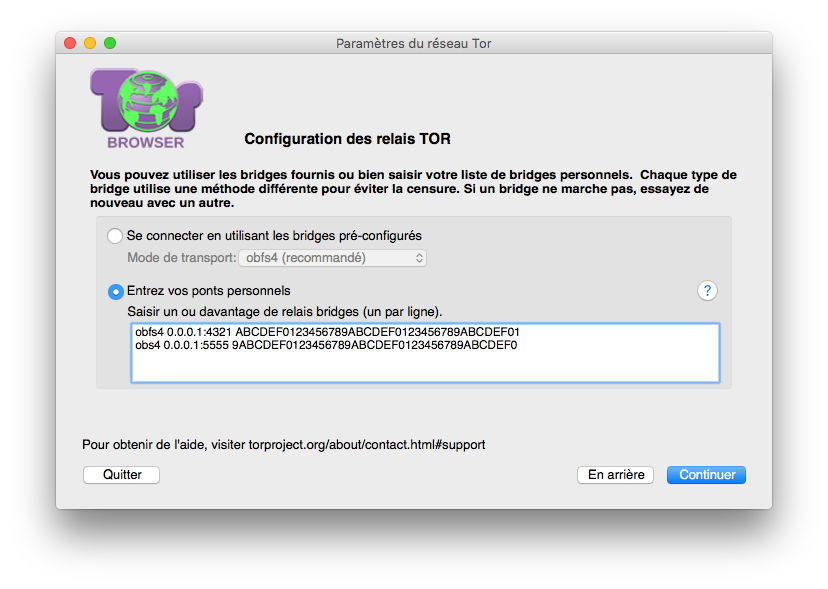 Paramètres du réseau Tor
Tor
BROWSER
Configuration des relais TOR
Vous pouvez utiliser les bridges fournis ou bien saisir votre liste de bridges personnels. Chaque type de
bridge utilise une méthode différente pour éviter la censure. Si un bridge ne marche pas, essayez de
nouveau avec un autre.
Se connecter en utilisant les bridges pré-configurés
Mode de transport: obfs4 (recommandé)
Entrez vos ponts personnels
?
Saisir un ou davantage de relais bridges (un par ligne).
obfs4 0.0.0.1:4321 ABCDEF0123456789ABCDEF0123456789ABCDEF01
obs4 0.0.0.1:5555 9ABCDEF0123456789ABCDEF0123456789ABCDEF0
Pour obtenir de l'aide, visiter torproject.org/about/contact.html#support
Quitter
En arrière
Continuer